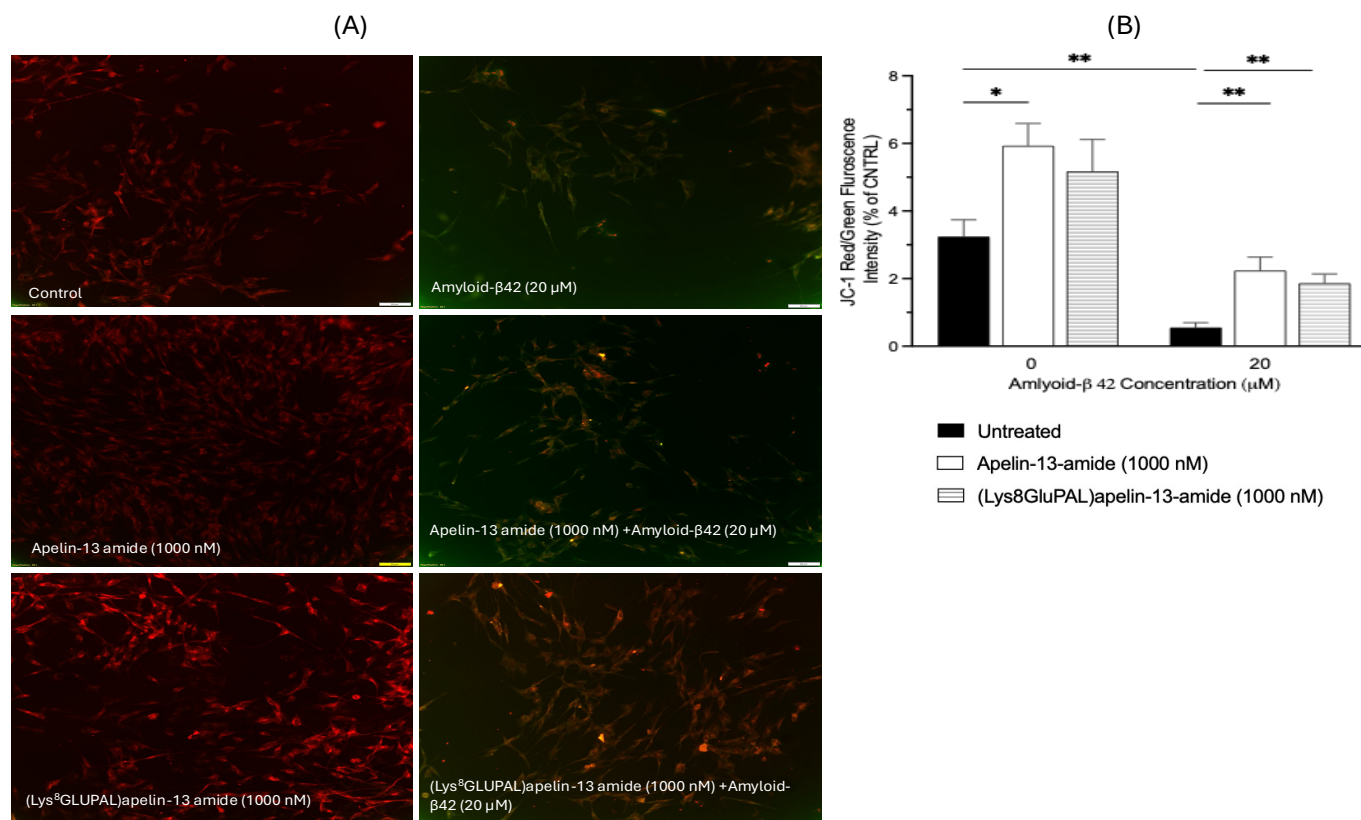 (A)
Control
Amyloid-β42 (20 µM)
Apelin-13 amide (1000 nM)
Apelin-13 amide (1000 nM) +Amyloid-β42 (20 µM)
(Lys⁸GLUPAL)apelin-13 amide (1000 nM)
(Lys⁸GLUPAL)apelin-13 amide (1000 nM) +Amyloid-
β42 (20 µM)
(B)
JC-1 Red/Green Fluroscence
Intensity (% of CNTRL)
8
6
4
2
0
**
**
*
**
0
20
Amlyoid-β 42 Concentration (µM)
Untreated
Apelin-13-amide (1000 nM)
(Lys8GluPAL)apelin-13-amide (1000 nM)